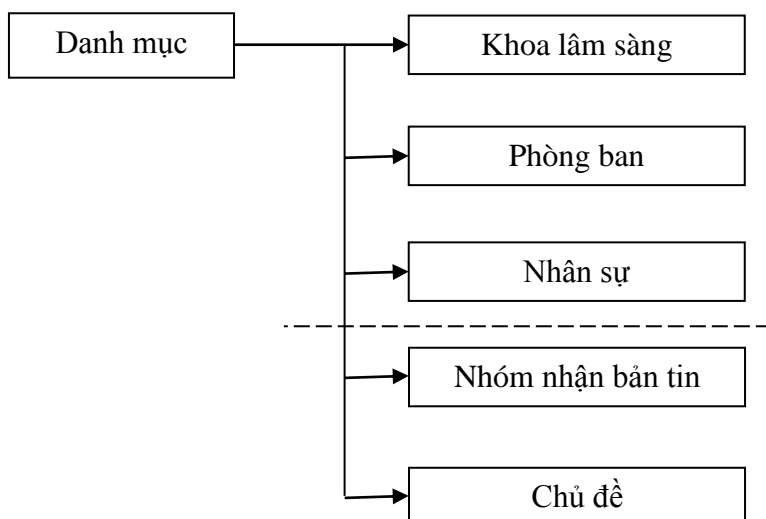 Danh mục
Khoa lâm sàng
Phòng ban
Nhân sự
Nhóm nhận bản tin
Chủ đề